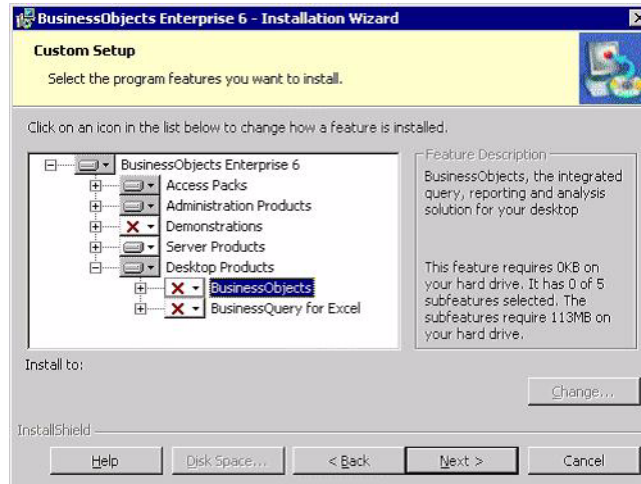 BusinessObjects Enterprise 6 - Installation Wizard
Custom Setup
Select the program features you want to install.
Click on an icon in the list below to change how a feature is installed.
BusinessObjects Enterprise 6
Access Packs
Administration Products
Demonstrations
Server Products
Desktop Products
BusinessObjects
BusinessQuery for Excel
Feature Description
BusinessObjects, the integrated
query, reporting and analysis
solution for your desktop
This feature requires 0KB on
your hard drive. It has 0 of 5
subfeatures selected. The
subfeatures require 113MB on
your hard drive.
Install to:
Change...
InstallShield
Help
Disk Space...
< Back
Next >
Cancel